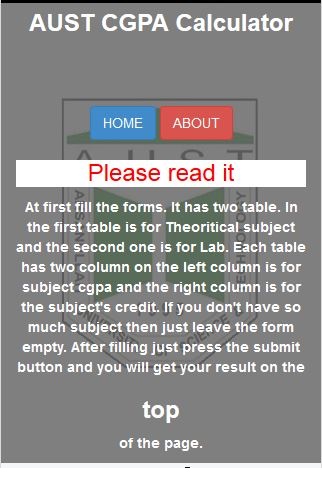 AUST CGPA Calculator
HOME ABOUT
Please read it
At first fill the forms. It has two table. In
the first table is for Theoritical subject
and the second one is for Lab. Each table
has two column on the left column is for
subject cgpa and the right column is for
the subject's credit. If you don't have so
much subject then just leave the form
empty. After filling just press the submit
button and you will get your result on the
top
of the page.